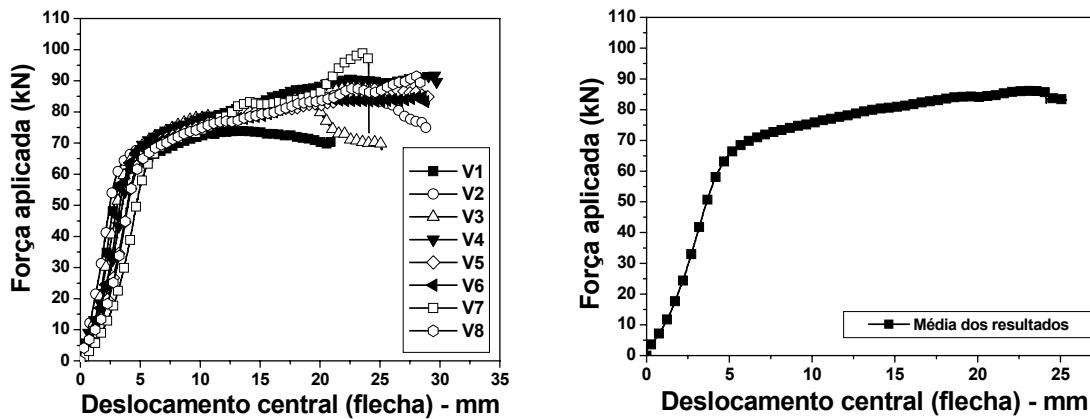 110
100
90
80
70
60
50
40
30
20
10
0
Força aplicada (kN)
0 5 10 15 20 25 30 35
Deslocamento central (flecha) - mm
V1
V2
V3
V4
V5
V6
V7
V8
110
100
90
80
70
60
50
40
30
20
10
0
Força aplicada (kN)
0 5 10 15 20 25
Deslocamento central (flecha) - mm
Média dos resultados